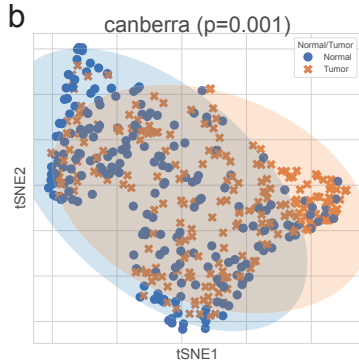 b
canberra (p=0.001)
Normal/Tumor
Normal
Tumor
tSNE2
tSNE1